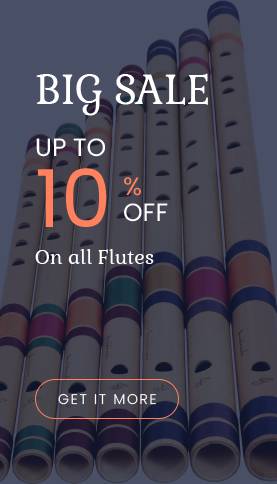 BIG SALE
UP TO
10 %
OFF
On all Flutes
GET IT MORE